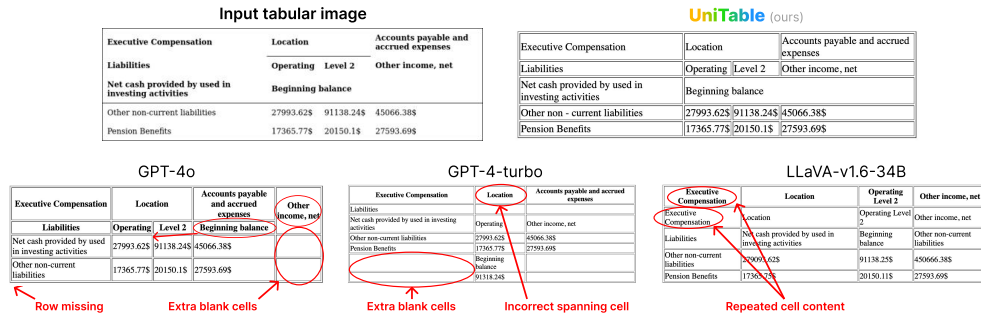 Input tabular image
Executive Compensation Location Accounts payable and
accrued expenses
Liabilities Operating Level 2 Other income, net
Net cash provided by used in
investing activities Beginning balance
Other non-current liabilities 27993.62$ 91138.24$ 45066.38$
Pension Benefits 17365.77$ 20150.1$ 27593.69$
UniTable (ours)
Executive Compensation Location Accounts payable and accrued
expenses
Liabilities Operating Level 2 Other income, net
Net cash provided by used in
investing activities Beginning balance
Other non - current liabilities 27993.62$ 91138.24$ 45066.38$
Pension Benefits 17365.77$ 20150.1$ 27593.69$
GPT-4o
Executive Compensation Location Accounts payable
and accrued
expenses Other
income, net
Liabilities Operating Level 2 Beginning balance
Net cash provided by used
in investing activities 27993.62$ 91138.24$ 45066.38$
Other non-current
liabilities 17365.77$ 20150.1$ 27593.69$
Row missing
Extra blank cells
GPT-4-turbo
Executive Compensation Location Accounts payable and accrued
expenses
Liabilities
Net cash provided by used in investing
activities Operating Other income, net
Other non-current liabilities 27993.62$ 45066.38$
Pension Benefits 17365.77$ 27593.69$
Beginning
balance
91318.24$
Extra blank cells
Incorrect spanning cell
LLaVA-v1.6-34B
Executive
Compensation Location Operating
Level 2 Other income, net
Executive
Compensation Location Operating Level
2 Other income, net
Liabilities Net cash provided by used in
investing activities Beginning
balance Other non-current
liabilities
Other non-current
liabilities 279093.62$ 91138.25$ 450666.38$
Pension Benefits 17365.75$ 20150.11$ 27593.69$
Repeated cell content